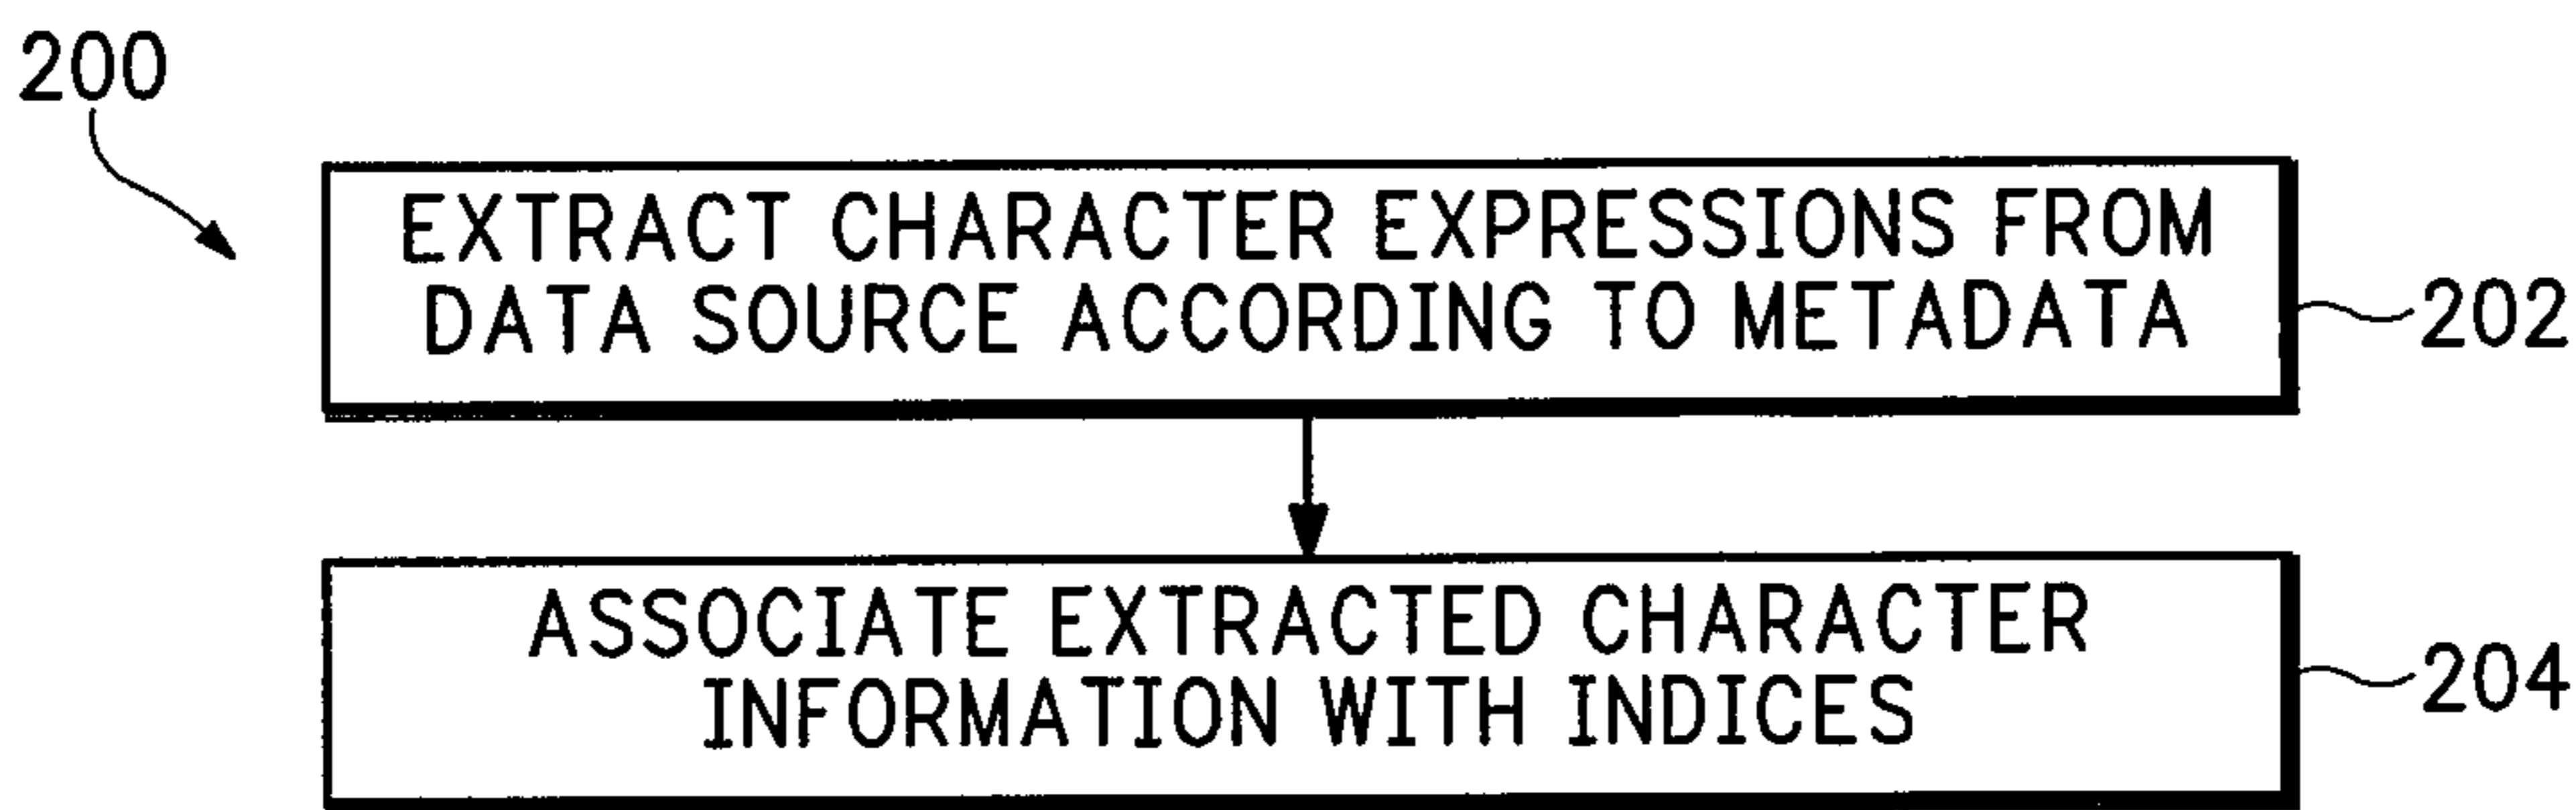 200
EXTRACT CHARACTER EXPRESSIONS FROM
DATA SOURCE ACCORDING TO METADATA
202
ASSOCIATE EXTRACTED CHARACTER
INFORMATION WITH INDICES
204